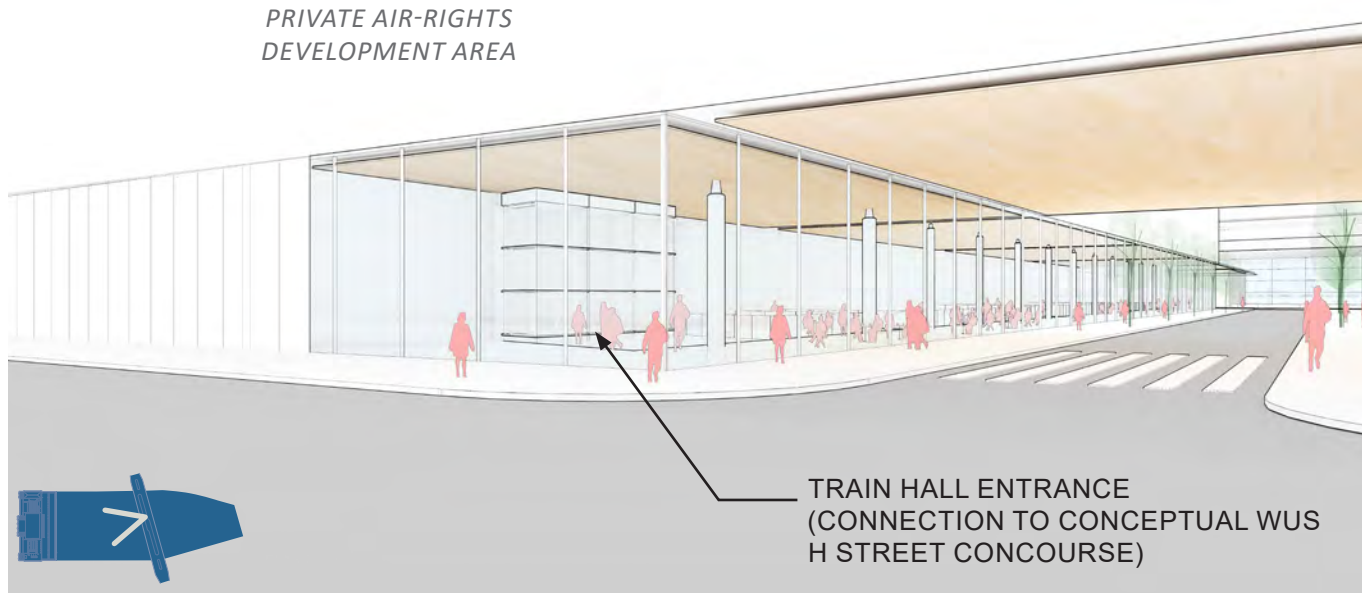 PRIVATE AIR-RIGHTS
DEVELOPMENT AREA
TRAIN HALL ENTRANCE
(CONNECTION TO CONCEPTUAL WUS
H STREET CONCOURSE)